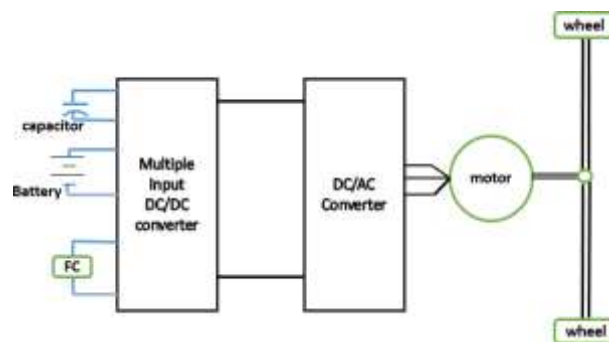 wheel
capacitor
Battery
FC
Multiple
Input
DC/DC
converter
DC/AC
Converter
motor
wheel